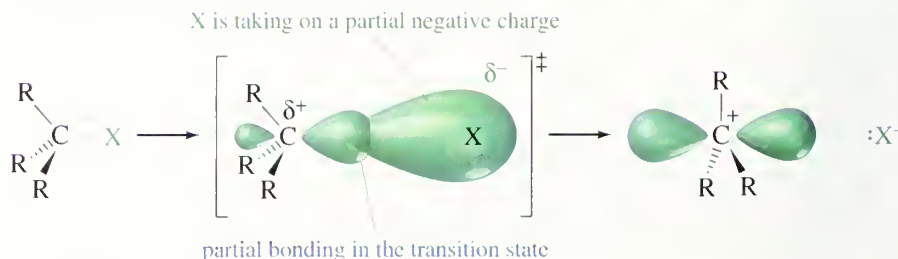 X is taking on a partial negative charge
R
C
X
R
R
R
δ⁺
C
R
R
X
δ⁻
‡
R
C
+
R
R
:X⁻
partial bonding in the transition state